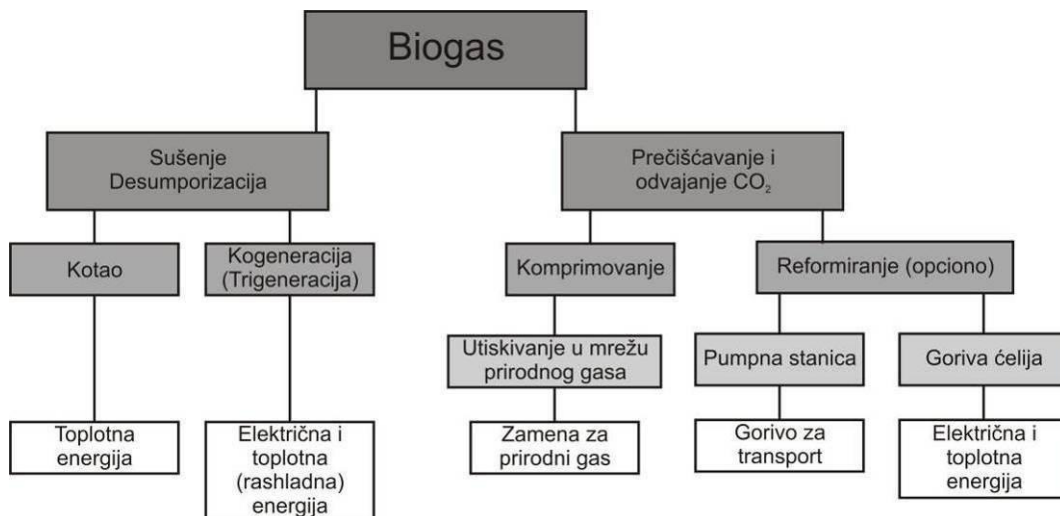 Biogas
Sušenje
Desumporizacija
Prečišćavanje i
odvajanje CO₂
Kotao
Kogeneracija
(Trigeneracija)
Komprimovanje
Reformiranje (opciono)
Utiskivanje u mrežu
prirodnog gasa
Pumpna stanica
Goriva ćelija
Toplotna
energija
Električna i
toplotna
(rashladna)
energija
Zamena za
prirodni gas
Gorivo za
transport
Električna i
toplotna
energija